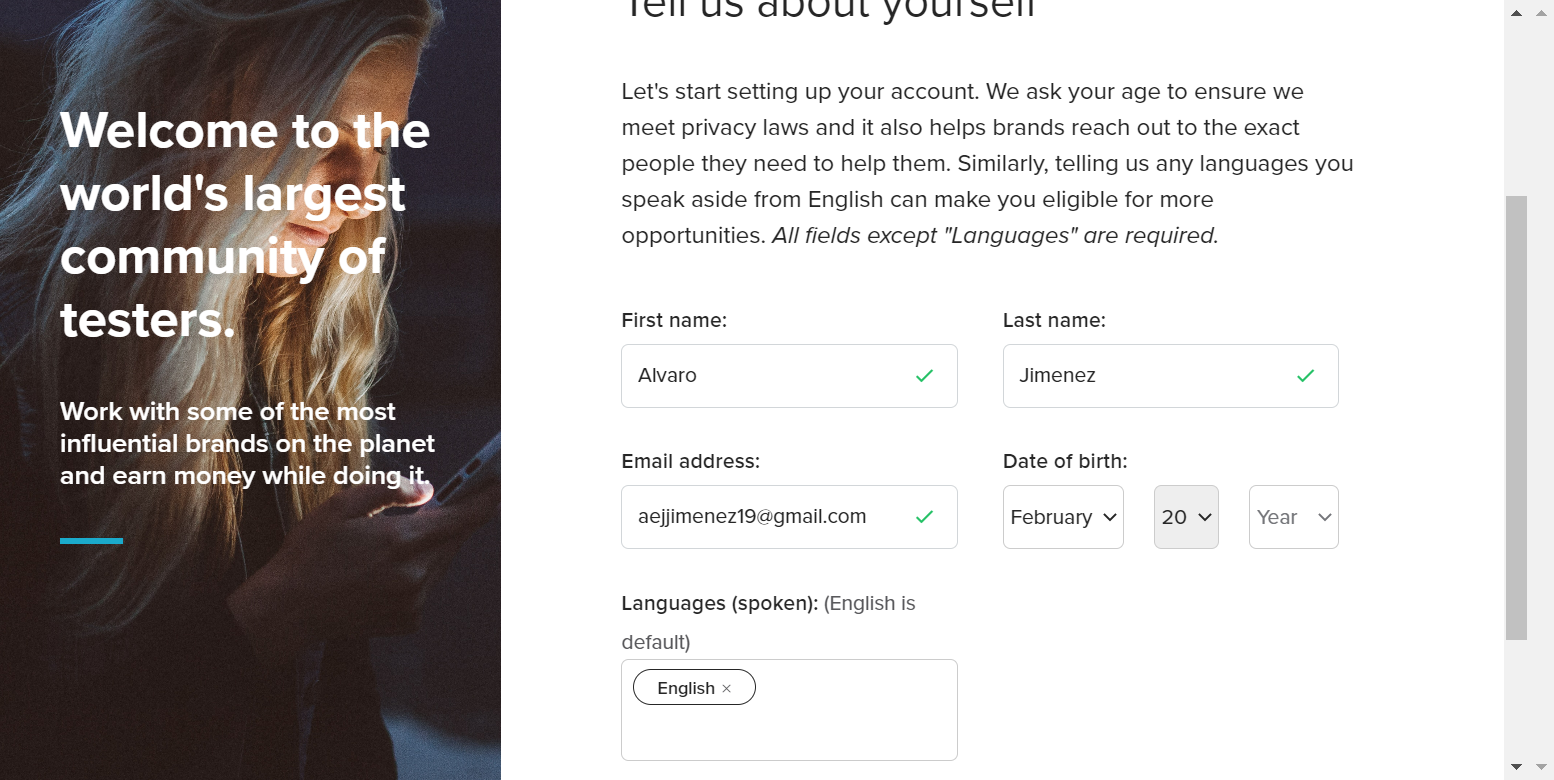 Welcome to the
world's largest
community of
testers.
Work with some of the most
influential brands on the planet
and earn money while doing it.
Tell us about yourself
Let's start setting up your account. We ask your age to ensure we
meet privacy laws and it also helps brands reach out to the exact
people they need to help them. Similarly, telling us any languages you
speak aside from English can make you eligible for more
opportunities. All fields except "Languages" are required.
First name:
Last name:
Alvaro
Jimenez
Email address:
Date of birth:
aejjimenez19@gmail.com
February 20 Year
Languages (spoken): (English is
default)
English ×